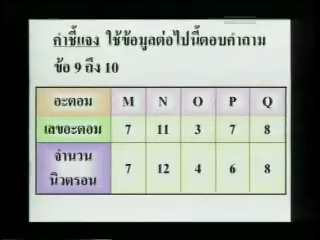 คำชี้แจง ใช้ข้อมูลต่อไปนี้ตอบคำถาม
ข้อ 9 ถึง 10
อะตอม M N O P Q
เลขอะตอม 7 11 3 7 8
จำนวน
นิวตรอน 7 12 4 6 8